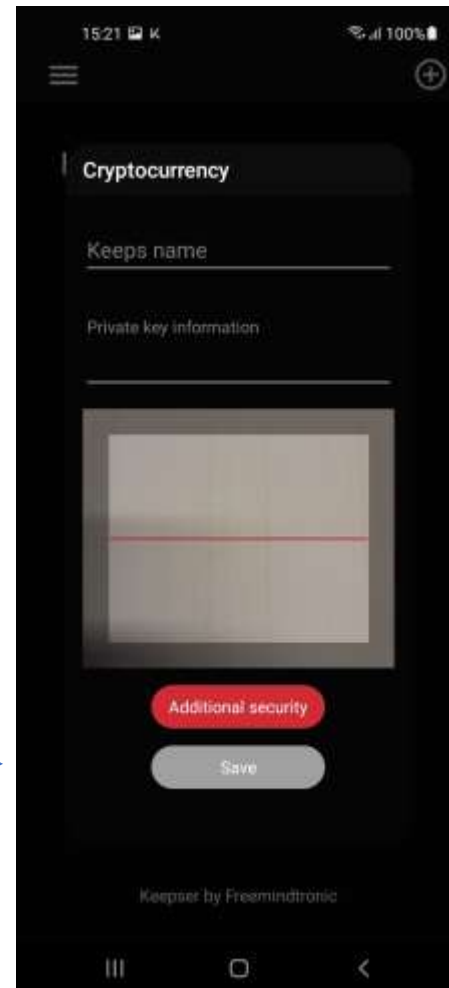 15:21 K 100%
Cryptocurrency
Keeps name
Private key information
Additional security
Save
Keepser by Freemindtronic